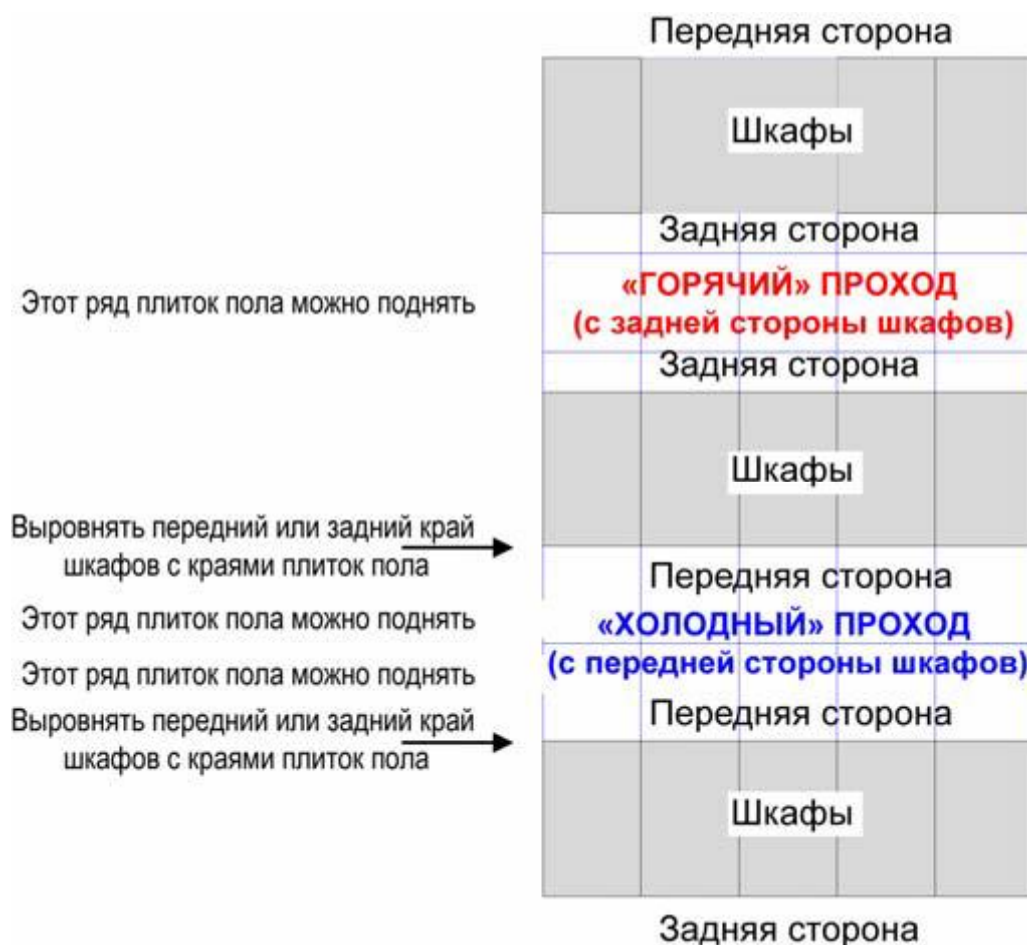 Передняя сторона
Шкафы
Задняя сторона
Этот ряд плиток пола можно поднять
«ГОРЯЧИЙ» ПРОХОД
(с задней стороны шкафов)
Задняя сторона
Шкафы
Выровнять передний или задний край
шкафов с краями плиток пола
Передняя сторона
Этот ряд плиток пола можно поднять
«ХОЛОДНЫЙ» ПРОХОД
(с передней стороны шкафов)
Этот ряд плиток пола можно поднять
Выровнять передний или задний край
шкафов с краями плиток пола
Передняя сторона
Шкафы
Задняя сторона